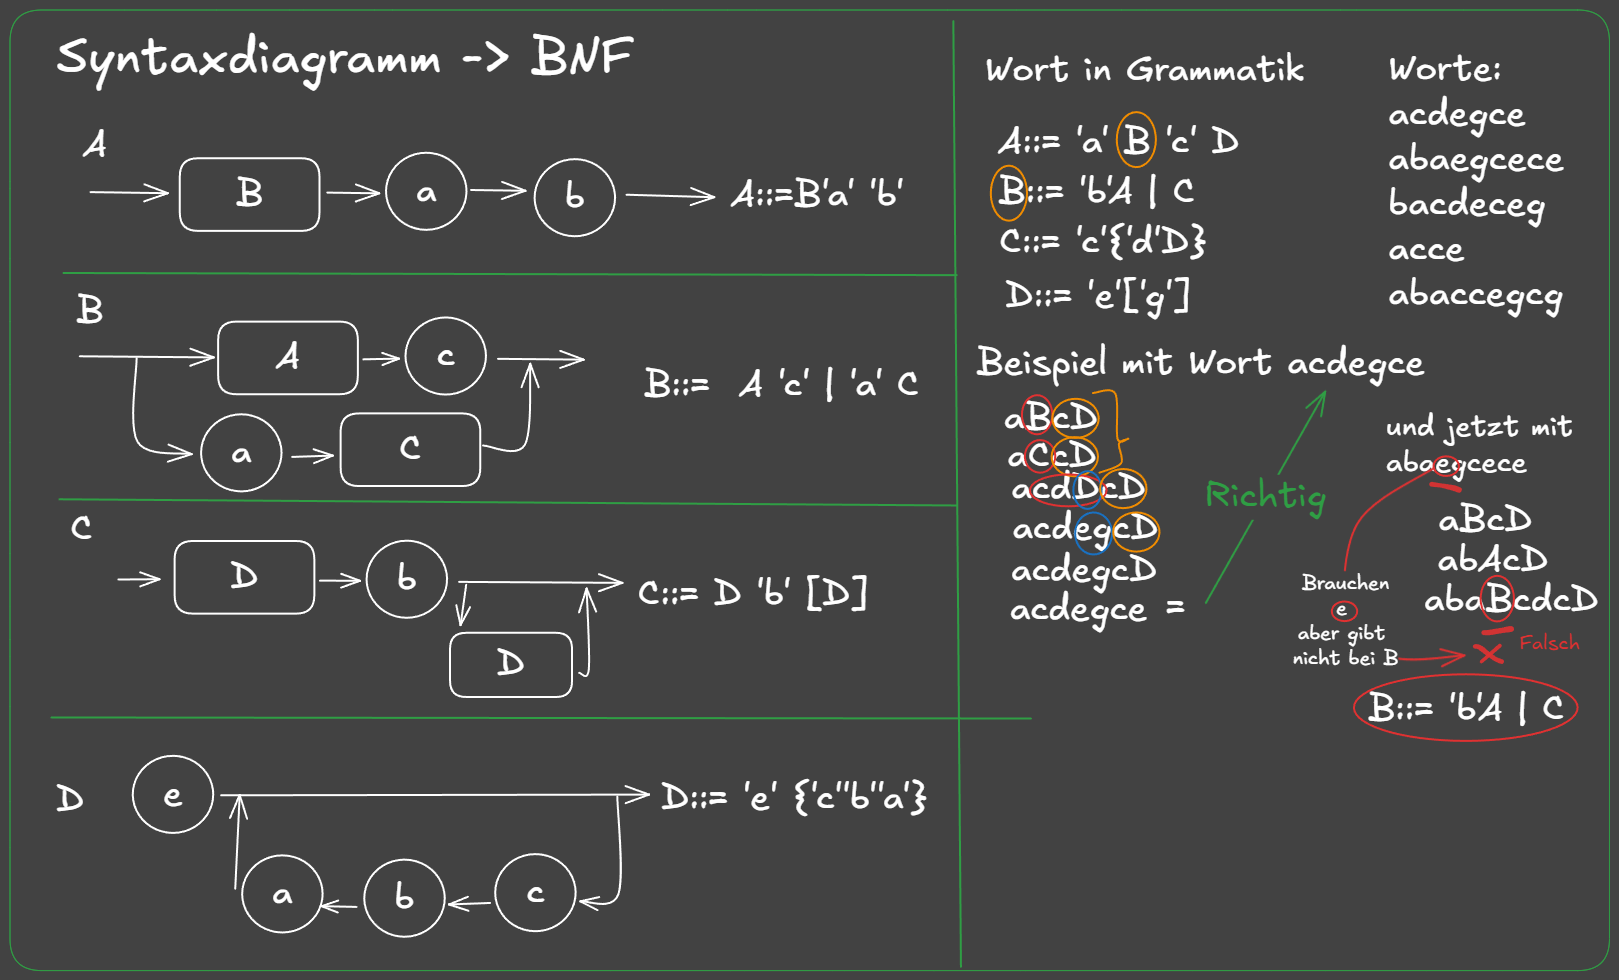 Syntaxdiagramm -> BNF
A
B
a
b
A::=B'a' 'b'
B
A
c
a
C
B::= A 'c' | 'a' C
C
D
b
D
C::= D 'b' [D]
D
e
a
b
c
D::= 'e' {'c''b''a'}
Wort in Grammatik
A::= 'a' B 'c' D
B::= 'b'A | C
C::= 'c'{'d'D}
D::= 'e'['g']
Worte:
acdegce
abaegcece
bacdeceg
acce
abaccegcg
Beispiel mit Wort acdegce
aBcD
aCcD
acdDcD
acdegcD
acdegcD
acdegce =
Richtig
und jetzt mit
abaegcece
aBcD
abAcD
abaBcdcD
Brauchen
e
aber gibt
nicht bei B
Falsch
B::= 'b'A | C